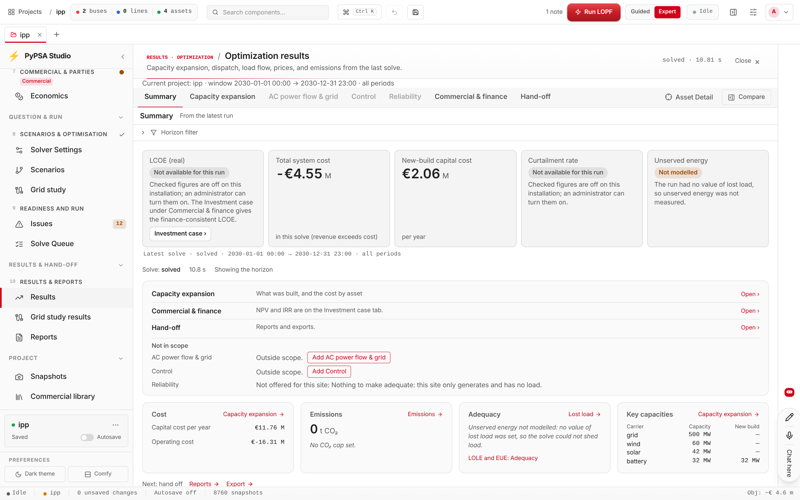 Projects / ipp
2 buses 0 lines 4 assets
Search components...
Ctrl K
1 note
Run LOPF
Guided Expert
Idle
A
ipp ×
PyPSA Studio
7 COMMERCIAL & PARTIES
Commercial
Economics
QUESTION & RUN
8 SCENARIOS & OPTIMISATION
Solver Settings
Scenarios
Grid study
9 READINESS AND RUN
Issues 12
Solve Queue
RESULTS & HAND-OFF
10 RESULTS & REPORTS
Results
Grid study results
Reports
PROJECT
Snapshots
Commercial library
ipp
Saved Autosave
PREFERENCES
Dark theme Comfy
RESULTS · OPTIMIZATION / Optimization results
Capacity expansion, dispatch, load flow, prices, and emissions from the last solve.
solved · 10.81 s Close ×
Current project: ipp · window 2030-01-01 00:00 → 2030-12-31 23:00 · all periods
Summary Capacity expansion AC power flow & grid Control Reliability Commercial & finance Hand-off Asset Detail Compare
Summary From the latest run
Horizon filter
LCOE (real)
Not available for this run
Checked figures are off on this
installation; an administrator can
turn them on. The Investment case
under Commercial & finance gives
the finance-consistent LCOE.
Investment case ›
Total system cost
-€4.55 M
in this solve (revenue exceeds cost)
New-build capital cost
€2.06 M
per year
Curtailment rate
Not available for this run
Checked figures are off on this
installation; an administrator can
turn them on.
Unserved energy
Not modelled
The run had no value of lost load,
so unserved energy was not
measured.
Latest solve · solved · 2030-01-01 00:00 → 2030-12-31 23:00 · all periods
Solve: solved 10.8 s Showing the horizon
Capacity expansion What was built, and the cost by asset Open ›
Commercial & finance NPV and IRR are on the Investment case tab. Open ›
Hand-off Reports and exports. Open ›
Not in scope
AC power flow & grid Outside scope. Add AC power flow & grid
Control Outside scope. Add Control
Reliability Not offered for this site: Nothing to make adequate: this site only generates and has no load.
Cost Capacity expansion →
Capital cost per year €11.76 M
Operating cost €-16.31 M
Emissions Emissions →
0 t CO₂
No CO₂ cap set.
Adequacy Lost load →
Unserved energy not modelled: no value of
lost load was set, so the solve could not shed
load.
LOLE and EUE: Adequacy
Key capacities Capacity expansion →
Carrier Capacity New build
grid 500 MW —
wind 60 MW —
solar 42 MW —
battery 32 MW 32 MW
Next: hand off Reports → Export →
Chat here
Idle ipp 0 unsaved changes Autosave off 8760 snapshots Obj: −€ 4.6 m